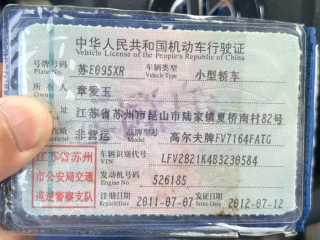 中华人民共和国机动车行驶证
Vehicle License of the People's Republic of China
号牌号码 Plate No. 苏E095XR 车辆类型 Vehicle Type 小型轿车
所有人 Owner 章爱玉
住址 Address 江苏省苏州市昆山市陆家镇夏桥南村82号
使用性质 非营运 品牌型号 Model 高尔夫牌FV7164FATG
江苏省苏州市公安局交通巡逻警察支队
车辆识别代号 VIN LFV2B21K4B3230584
发动机号码 Engine No. 526185
注册日期 Register Date 2011-07-07 发证日期 Issue Date 2012-07-12